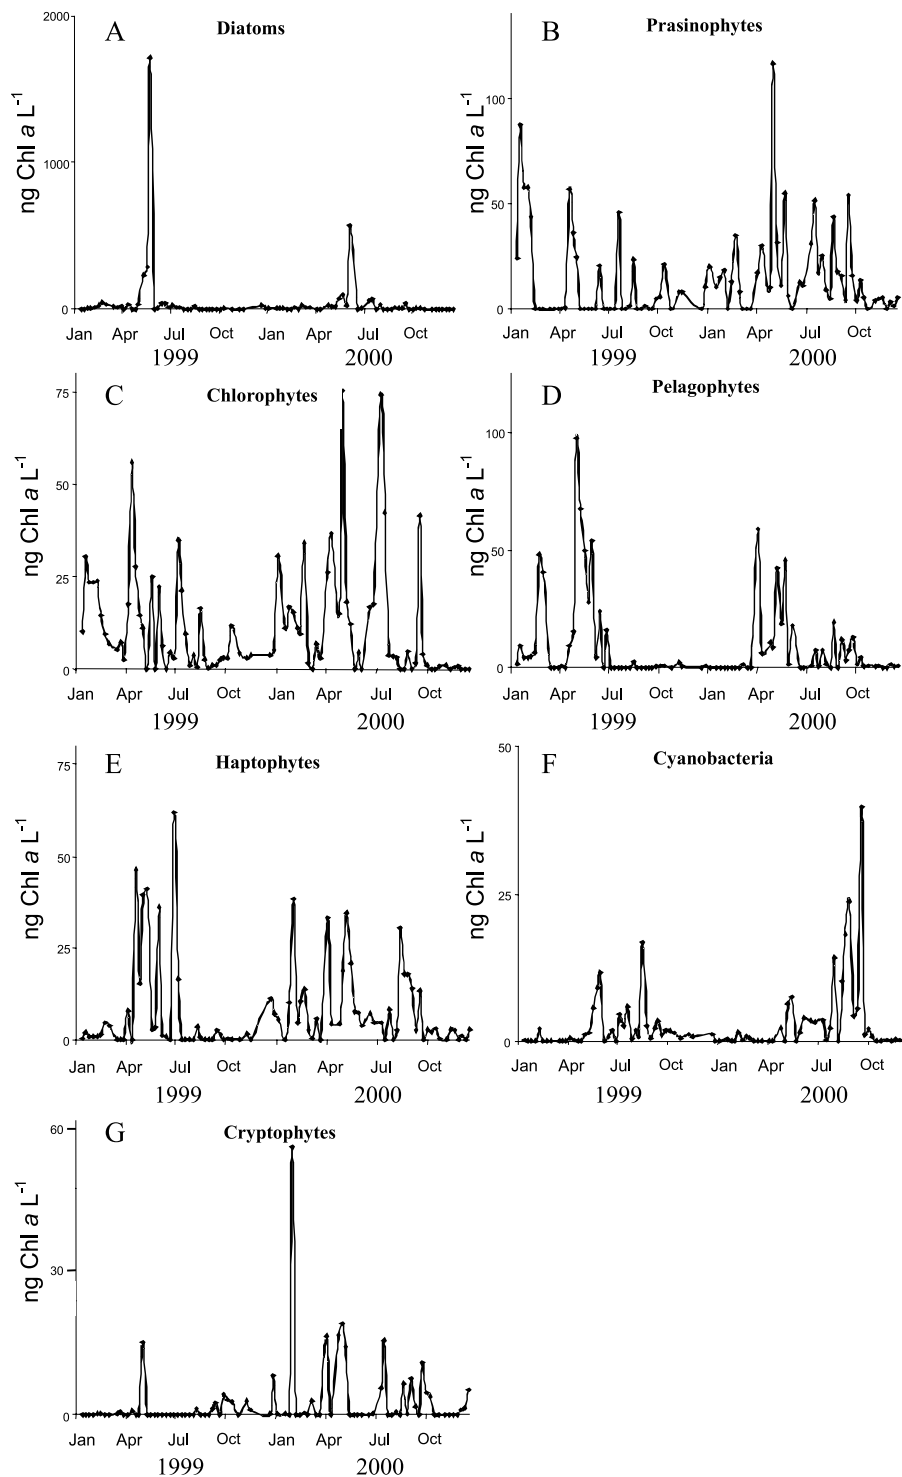 A Diatoms
2000
1000
0
ng Chl a L⁻¹
Jan Apr Jul Oct Jan Apr Jul Oct
1999 2000
B Prasinophytes
100
50
0
ng Chl a L⁻¹
Jan Apr Jul Oct Jan Apr Jul Oct
1999 2000
C Chlorophytes
75
50
25
0
ng Chl a L⁻¹
Jan Apr Jul Oct Jan Apr Jul Oct
1999 2000
D Pelagophytes
100
50
0
ng Chl a L⁻¹
Jan Apr Jul Oct Jan Apr Jul Oct
1999 2000
E Haptophytes
75
50
25
0
ng Chl a L⁻¹
Jan Apr Jul Oct Jan Apr Jul Oct
1999 2000
F Cyanobacteria
50
25
0
ng Chl a L⁻¹
Jan Apr Jul Oct Jan Apr Jul Oct
1999 2000
G Cryptophytes
60
30
0
ng Chl a L⁻¹
Jan Apr Jul Oct Jan Apr Jul Oct
1999 2000